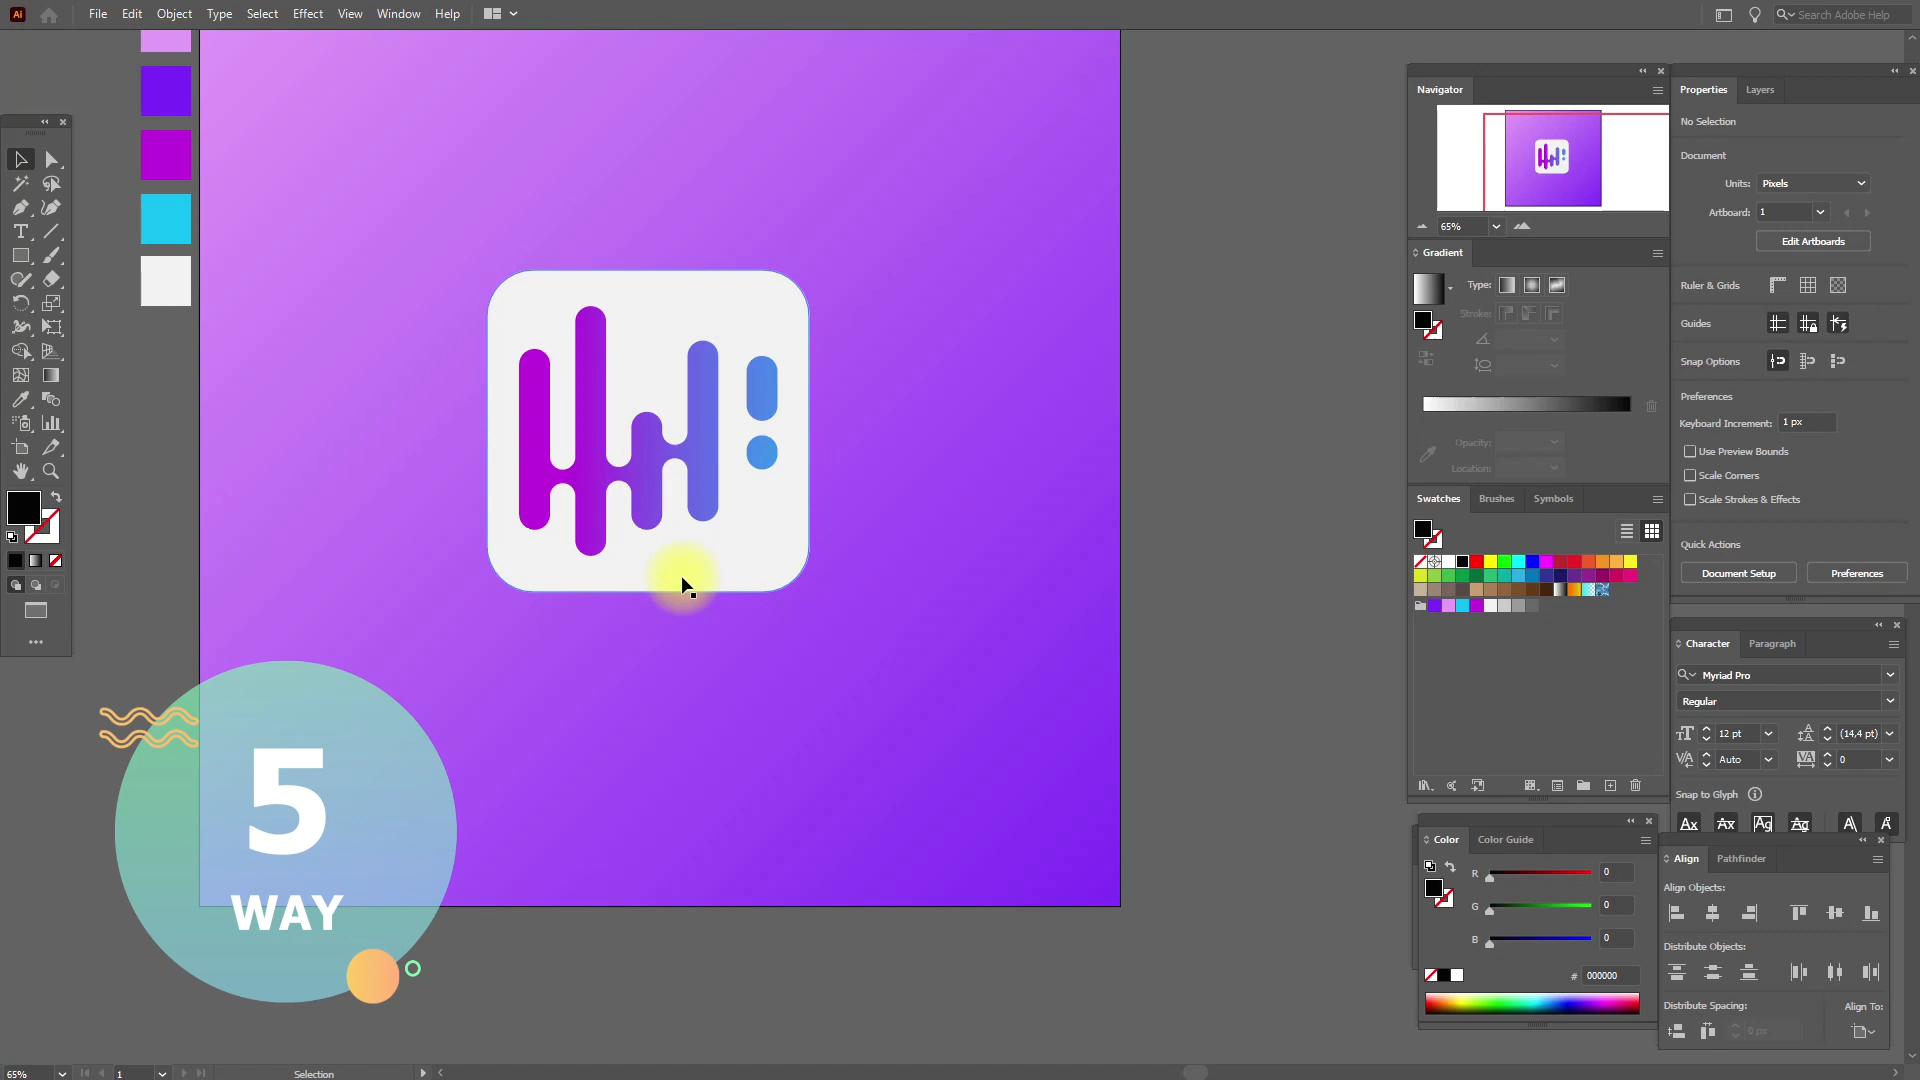 Ai
File Edit Object Type Select Effect View Window Help
Search Adobe Help
Navigator
65%
Gradient
Type:
Stroke:
Opacity:
Location:
Swatches Brushes Symbols
Color Color Guide
R 0
G 0
B 0
# 000000
Properties Layers
No Selection
Document
Units: Pixels
Artboard: 1
Edit Artboards
Ruler & Grids
Guides
Snap Options
Preferences
Keyboard Increment: 1 px
Use Preview Bounds
Scale Corners
Scale Strokes & Effects
Quick Actions
Document Setup Preferences
Character Paragraph
Myriad Pro
Regular
12 pt (14,4 pt)
Auto 0
Snap to Glyph
Align Pathfinder
Align Objects:
Distribute Objects:
Distribute Spacing: Align To:
0 px
5
WAY
65% 1 Selection